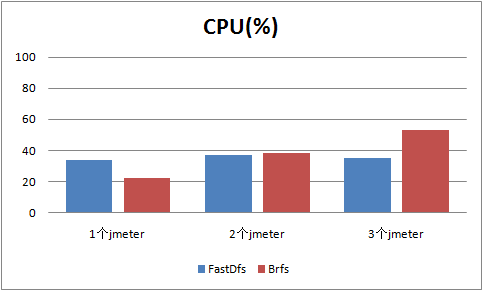 CPU(%)
100
80
60
40
20
0
1个jmeter
2个jmeter
3个jmeter
FastDfs
Brfs